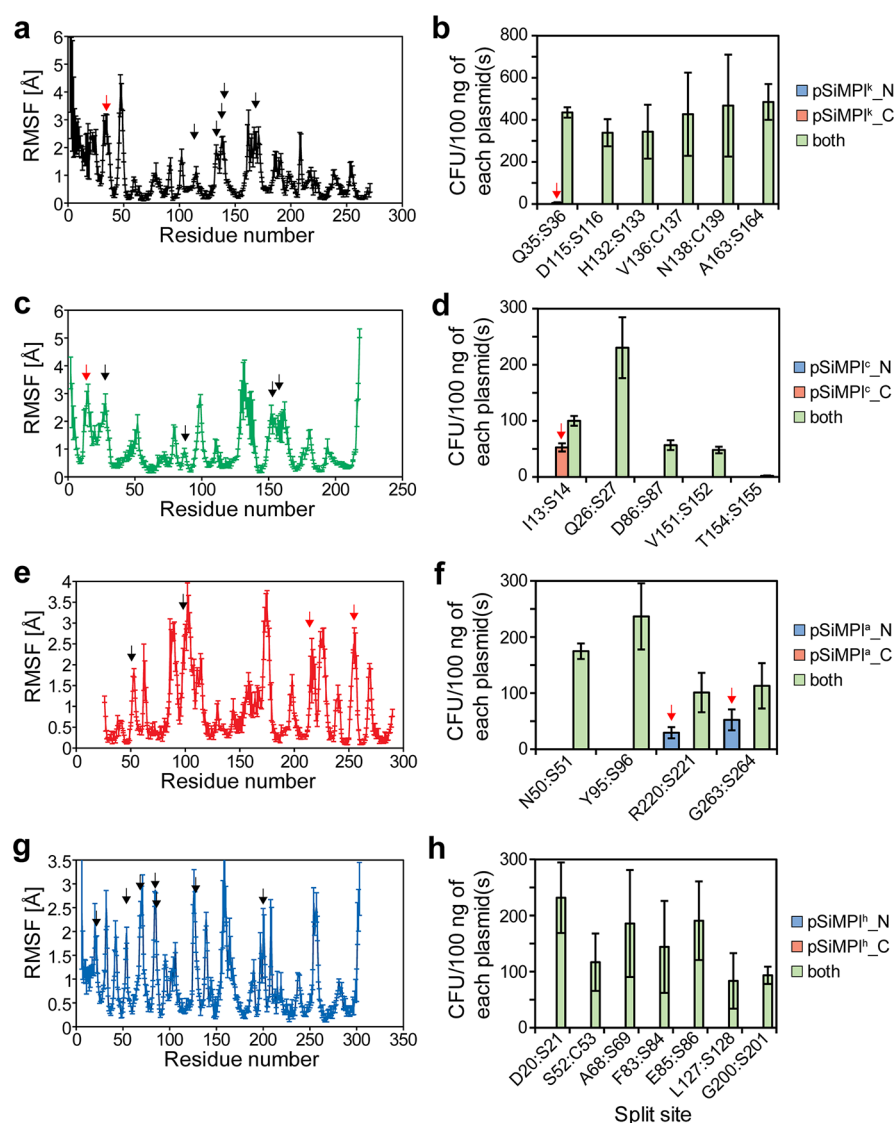 a
RMSF [Å]
6
5
4
3
2
1
0
0 50 100 150 200 250 300
Residue number
b
CFU/100 ng of
each plasmid(s)
800
600
400
200
0
Q35:S36
D115:S116
H132:S133
V136:C137
N138:C139
A163:S164
pSiMPlᵏ_N
pSiMPlᵏ_C
both
c
RMSF [Å]
6
5
4
3
2
1
0
0 50 100 150 200 250
Residue number
d
CFU/100 ng of
each plasmid(s)
300
200
100
0
I13:S14
Q26:S27
D86:S87
V151:S152
T154:S155
pSiMPlᶜ_N
pSiMPlᶜ_C
both
e
RMSF [Å]
4
3.5
3
2.5
2
1.5
1
0.5
0
0 50 100 150 200 250 300
Residue number
f
CFU/100 ng of
each plasmid(s)
300
200
100
0
N50:S51
Y95:S96
R220:S221
G263:S264
pSiMPlᵃ_N
pSiMPlᵃ_C
both
g
RMSF [Å]
3.5
3
2.5
2
1.5
1
0.5
0
0 50 100 150 200 250 300 350
Residue number
h
CFU/100 ng of
each plasmid(s)
300
200
100
0
D20:S21
S52:C53
A68:S69
F83:S84
E85:S86
L127:S128
G200:S201
Split site
pSiMPlʰ_N
pSiMPlʰ_C
both